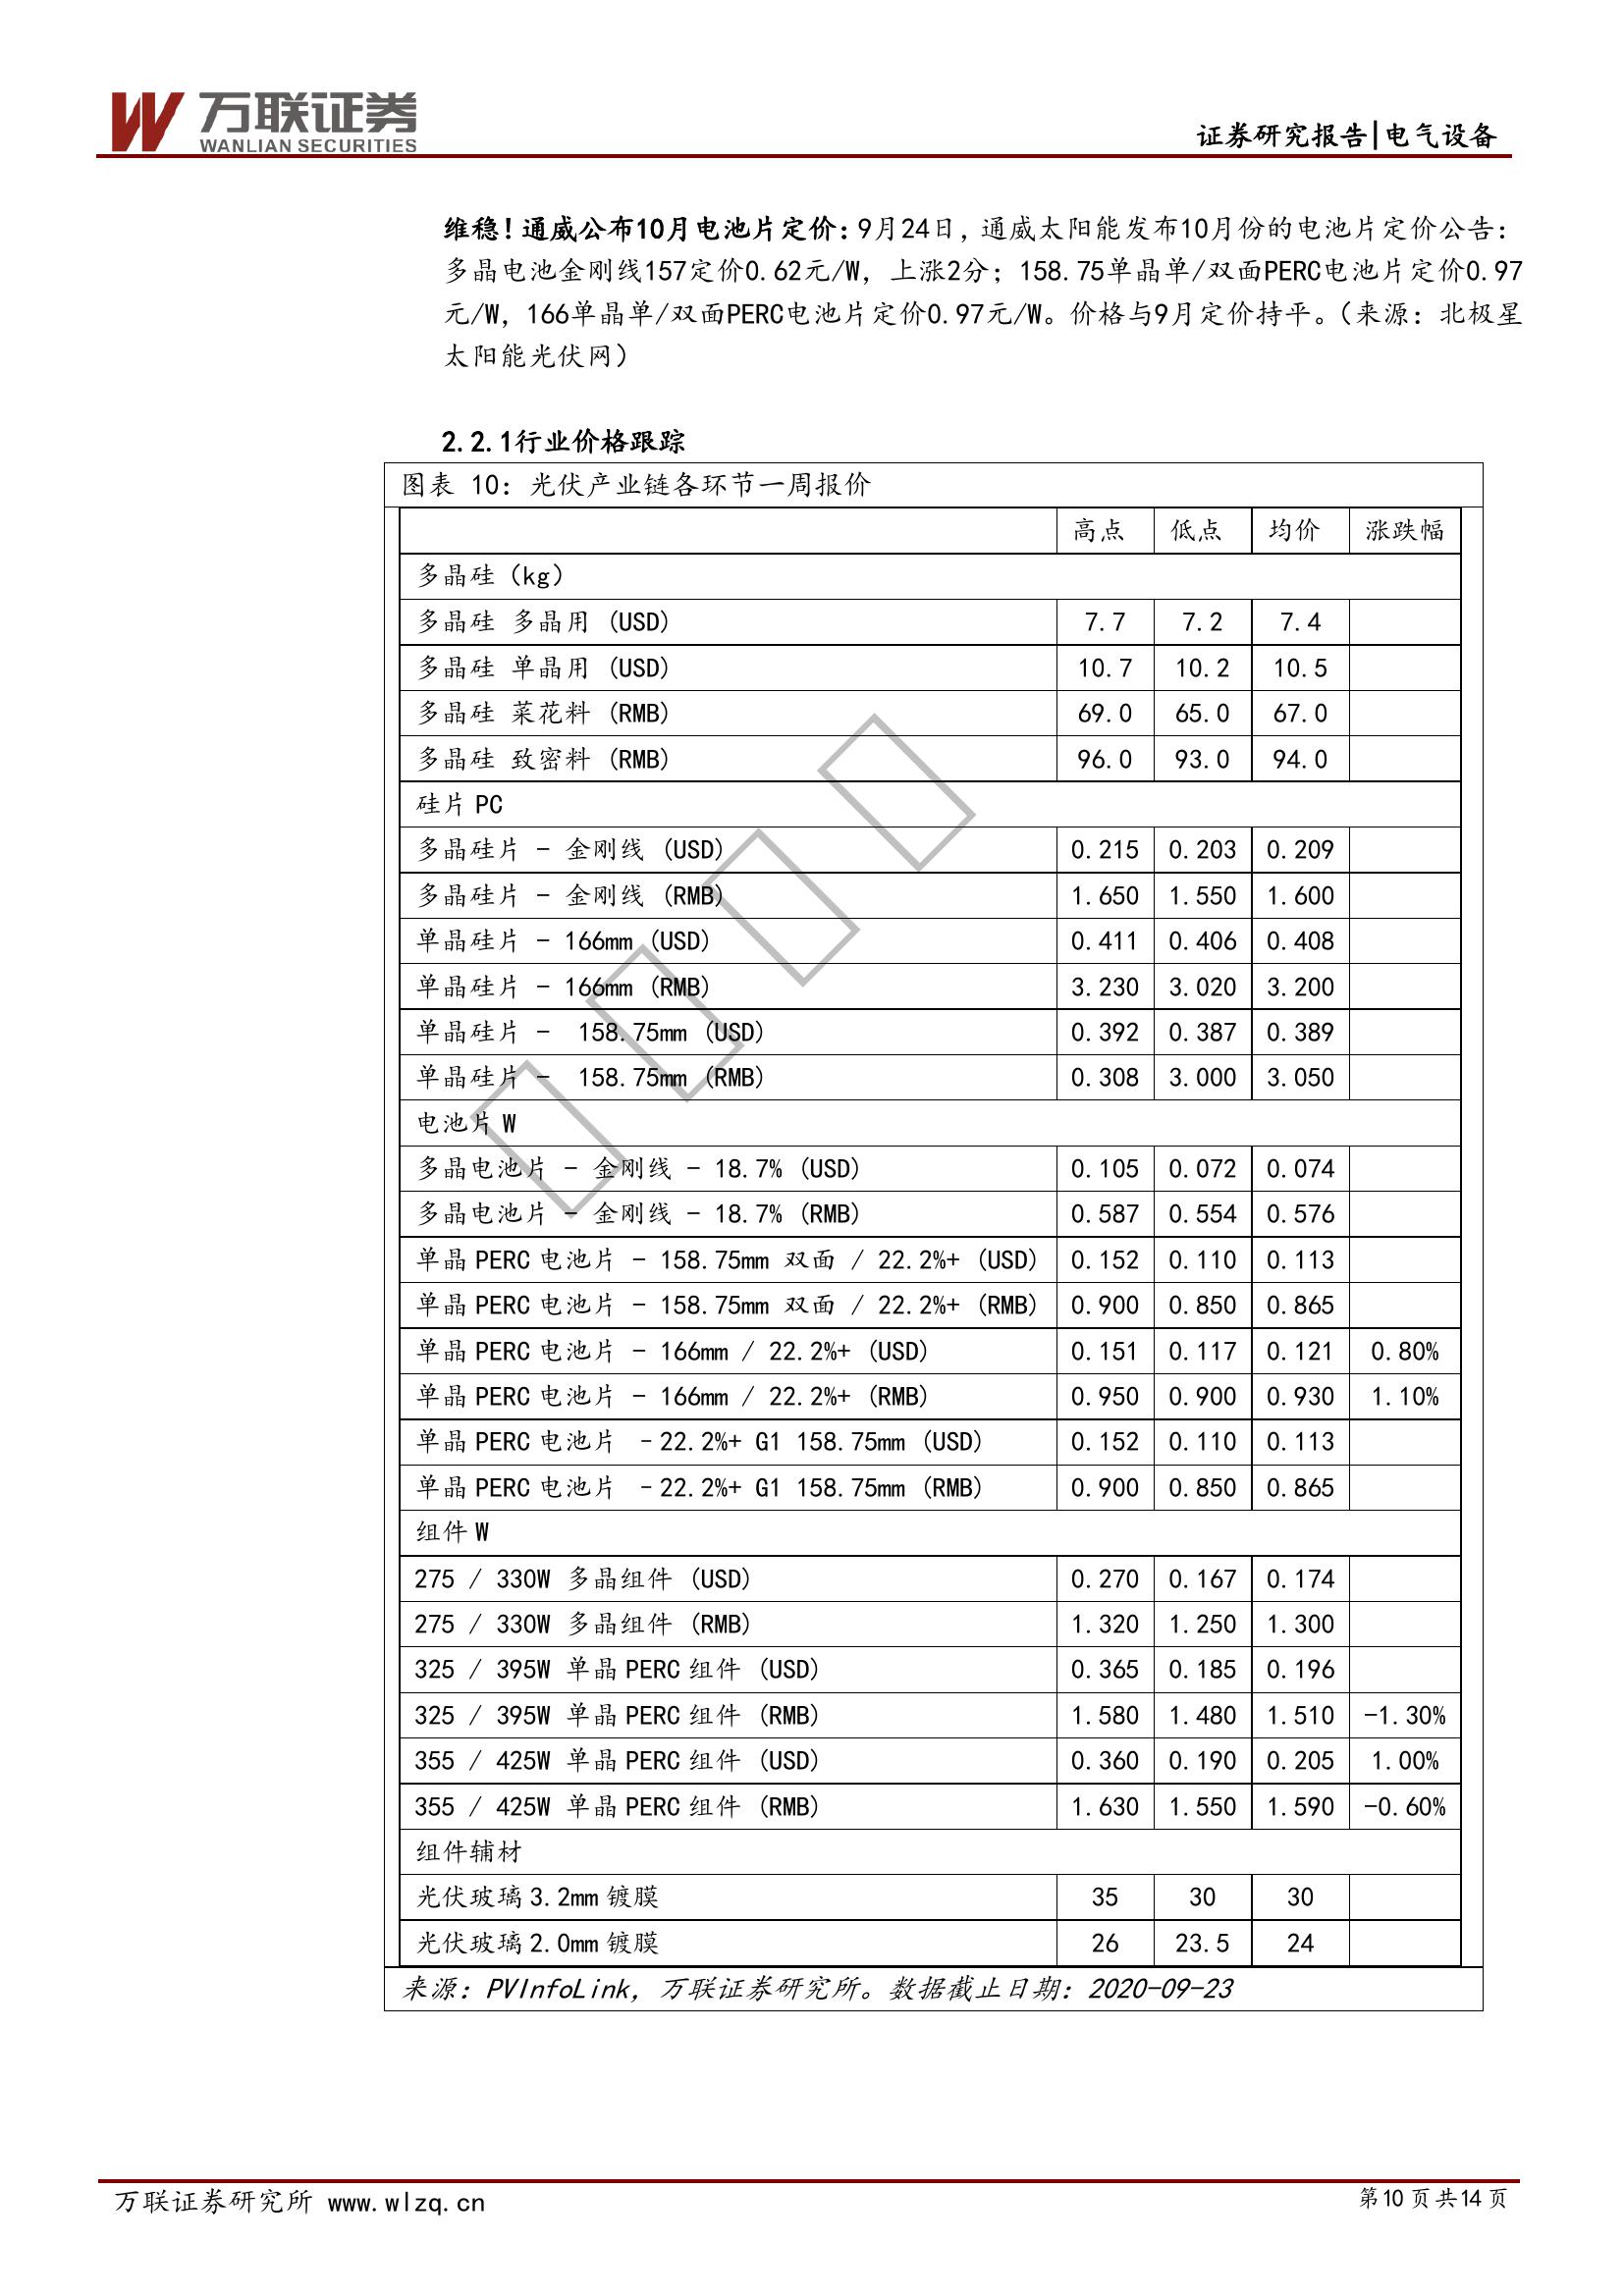 万联证券
WANLIAN SECURITIES
证券研究报告|电气设备
维稳！通威公布10月电池片定价：9月24日，通威太阳能发布10月份的电池片定价公告：
多晶电池金刚线157定价0.62元/W，上涨2分；158.75单晶单/双面PERC电池片定价0.97
元/W，166单晶单/双面PERC电池片定价0.97元/W。价格与9月定价持平。（来源：北极星
太阳能光伏网）
2.2.1行业价格跟踪
图表 10：光伏产业链各环节一周报价
高点 低点 均价 涨跌幅
多晶硅（kg）
多晶硅 多晶用 (USD) 7.7 7.2 7.4
多晶硅 单晶用 (USD) 10.7 10.2 10.5
多晶硅 菜花料 (RMB) 69.0 65.0 67.0
多晶硅 致密料 (RMB) 96.0 93.0 94.0
硅片 PC
多晶硅片 - 金刚线 (USD) 0.215 0.203 0.209
多晶硅片 - 金刚线 (RMB) 1.650 1.550 1.600
单晶硅片 - 166mm (USD) 0.411 0.406 0.408
单晶硅片 - 166mm (RMB) 3.230 3.020 3.200
单晶硅片 - 158.75mm (USD) 0.392 0.387 0.389
单晶硅片 - 158.75mm (RMB) 0.308 3.000 3.050
电池片 W
多晶电池片 - 金刚线 - 18.7% (USD) 0.105 0.072 0.074
多晶电池片 - 金刚线 - 18.7% (RMB) 0.587 0.554 0.576
单晶 PERC 电池片 - 158.75mm 双面 / 22.2%+ (USD) 0.152 0.110 0.113
单晶 PERC 电池片 - 158.75mm 双面 / 22.2%+ (RMB) 0.900 0.850 0.865
单晶 PERC 电池片 - 166mm / 22.2%+ (USD) 0.151 0.117 0.121 0.80%
单晶 PERC 电池片 - 166mm / 22.2%+ (RMB) 0.950 0.900 0.930 1.10%
单晶 PERC 电池片 -22.2%+ G1 158.75mm (USD) 0.152 0.110 0.113
单晶 PERC 电池片 -22.2%+ G1 158.75mm (RMB) 0.900 0.850 0.865
组件 W
275 / 330W 多晶组件 (USD) 0.270 0.167 0.174
275 / 330W 多晶组件 (RMB) 1.320 1.250 1.300
325 / 395W 单晶 PERC 组件 (USD) 0.365 0.185 0.196
325 / 395W 单晶 PERC 组件 (RMB) 1.580 1.480 1.510 -1.30%
355 / 425W 单晶 PERC 组件 (USD) 0.360 0.190 0.205 1.00%
355 / 425W 单晶 PERC 组件 (RMB) 1.630 1.550 1.590 -0.60%
组件辅材
光伏玻璃 3.2mm 镀膜 35 30 30
光伏玻璃 2.0mm 镀膜 26 23.5 24
来源：PVInfoLink，万联证券研究所。数据截止日期：2020-09-23
万联证券研究所 www.wlzq.cn
第10 页 共14 页